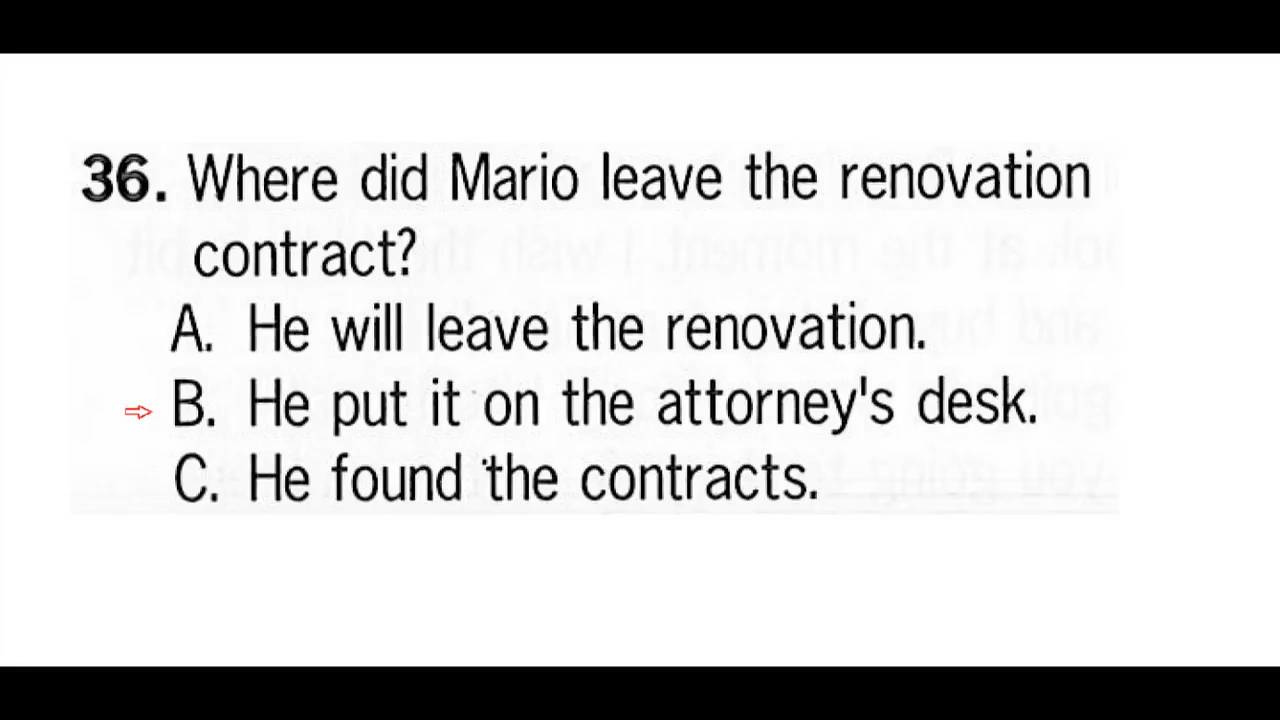 36. Where did Mario leave the renovation
contract?
A. He will leave the renovation.
B. He put it on the attorney's desk.
C. He found the contracts.